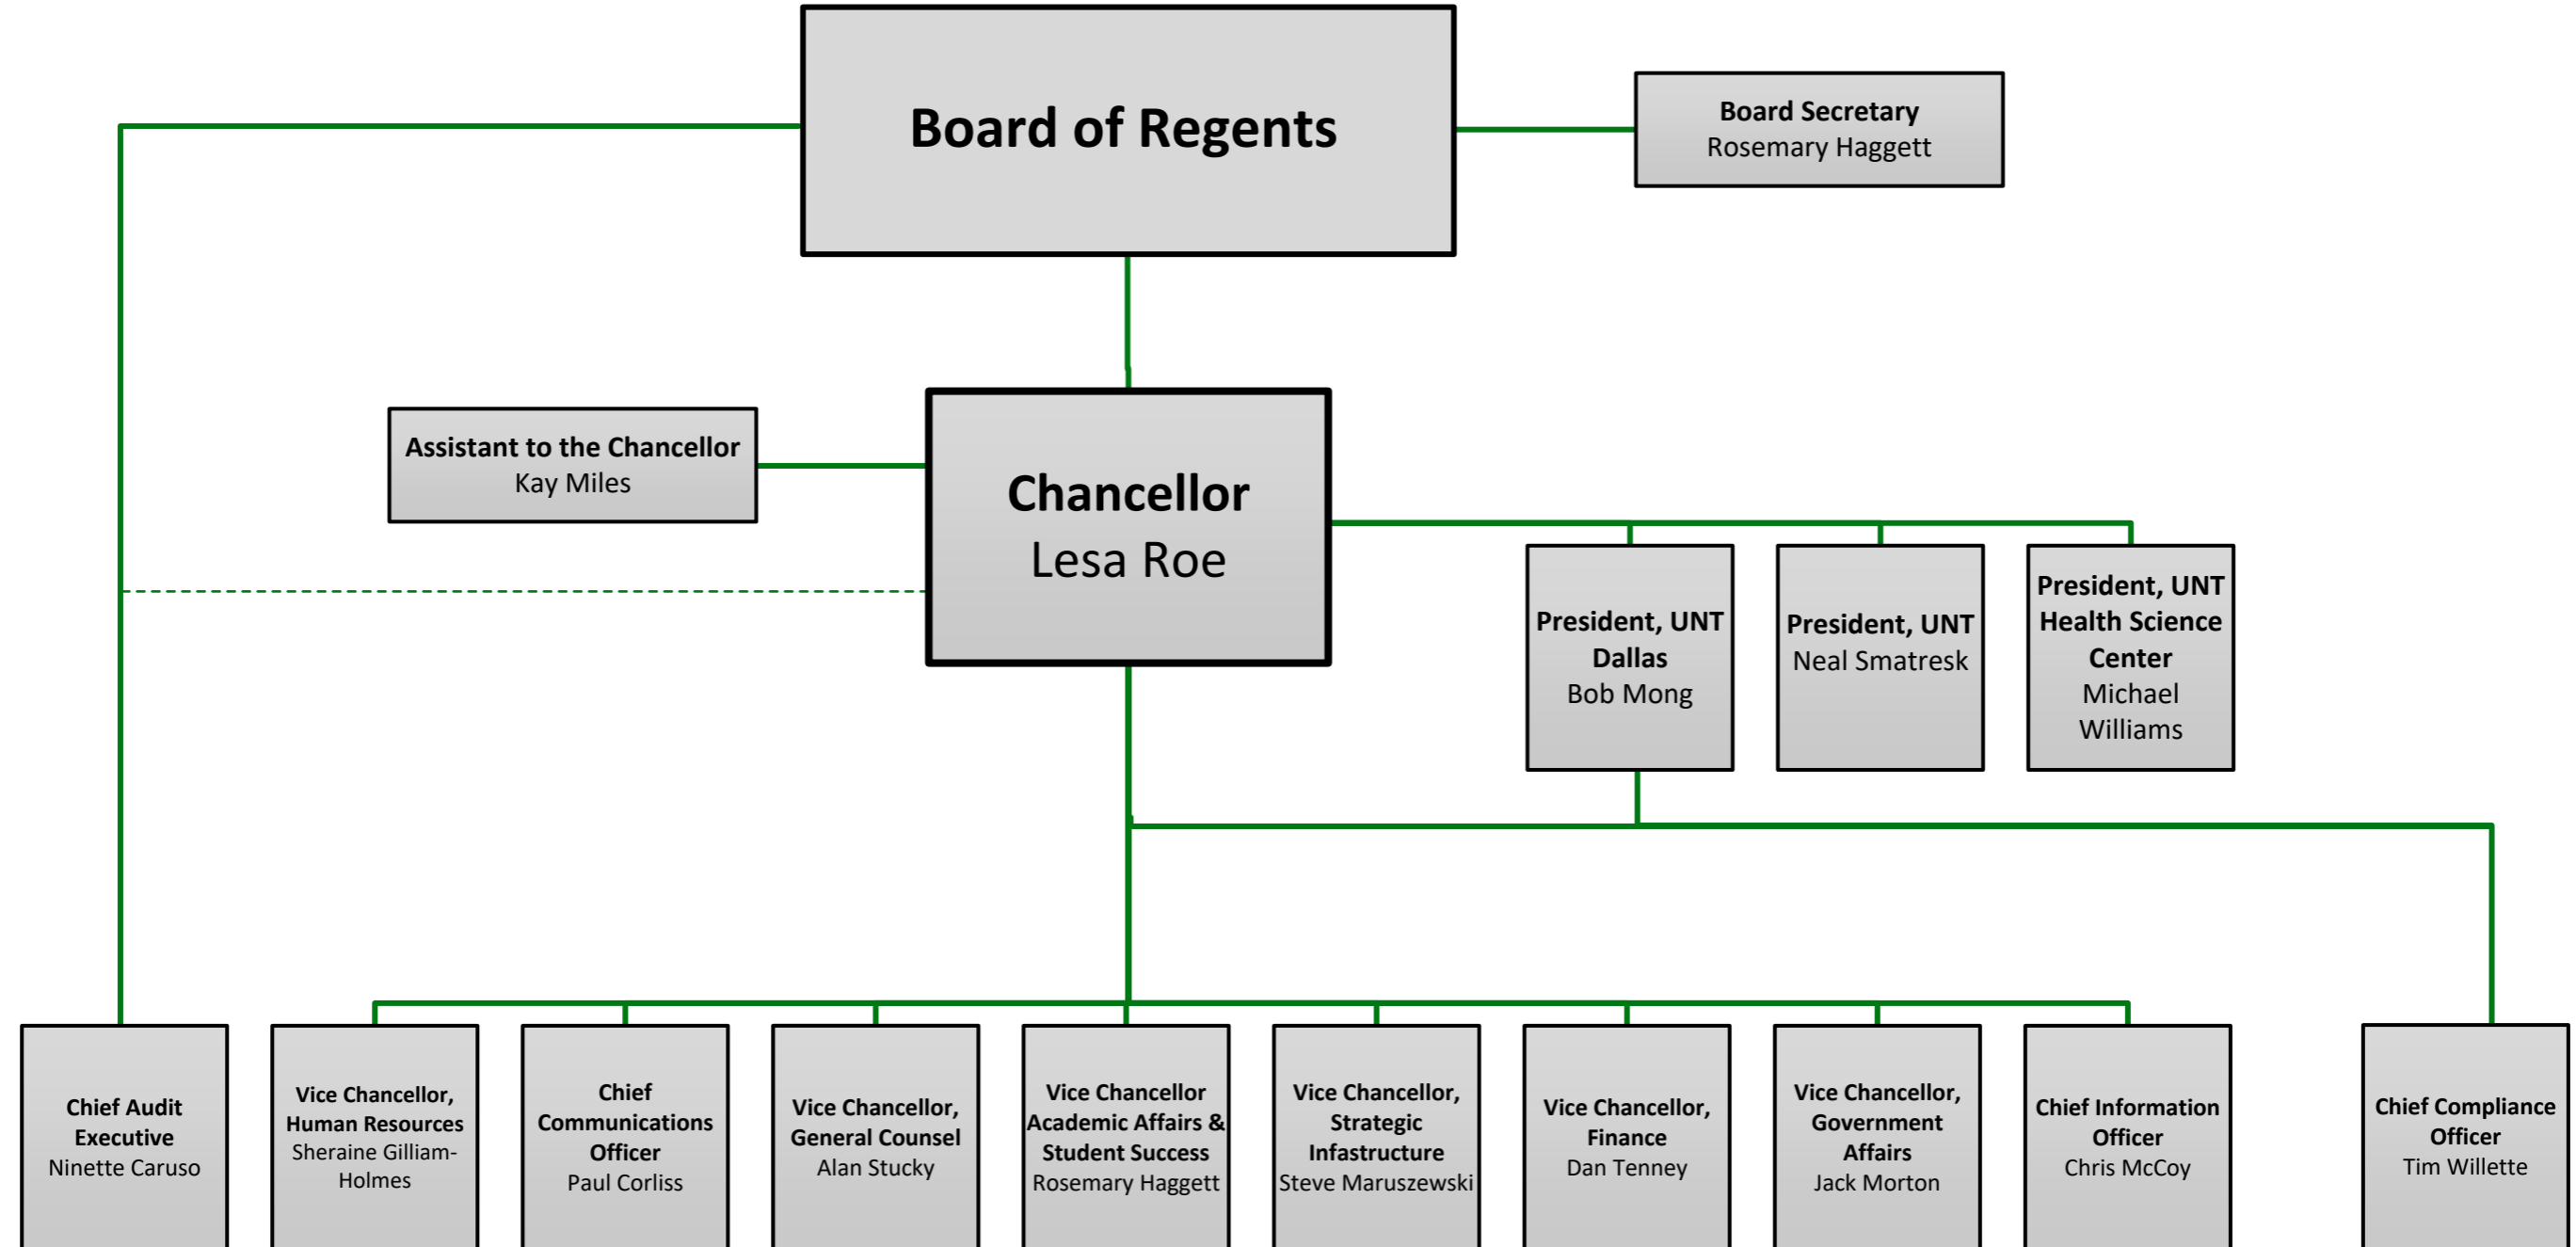 Board of Regents
Board Secretary
Rosemary Haggett
Assistant to the Chancellor
Kay Miles
Chancellor
Lesa Roe
President, UNT
Dallas
Bob Mong
President, UNT
Neal Smatresk
President, UNT
Health Science
Center
Michael
Williams
Chief Audit
Executive
Ninette Caruso
Vice Chancellor,
Human Resources
Sheraine Gilliam-
Holmes
Chief
Communications
Officer
Paul Corliss
Vice Chancellor,
General Counsel
Alan Stucky
Vice Chancellor
Academic Affairs &
Student Success
Rosemary Haggett
Vice Chancellor,
Strategic
Infastructure
Steve Maruszewski
Vice Chancellor,
Finance
Dan Tenney
Vice Chancellor,
Government
Affairs
Jack Morton
Chief Information
Officer
Chris McCoy
Chief Compliance
Officer
Tim Willette